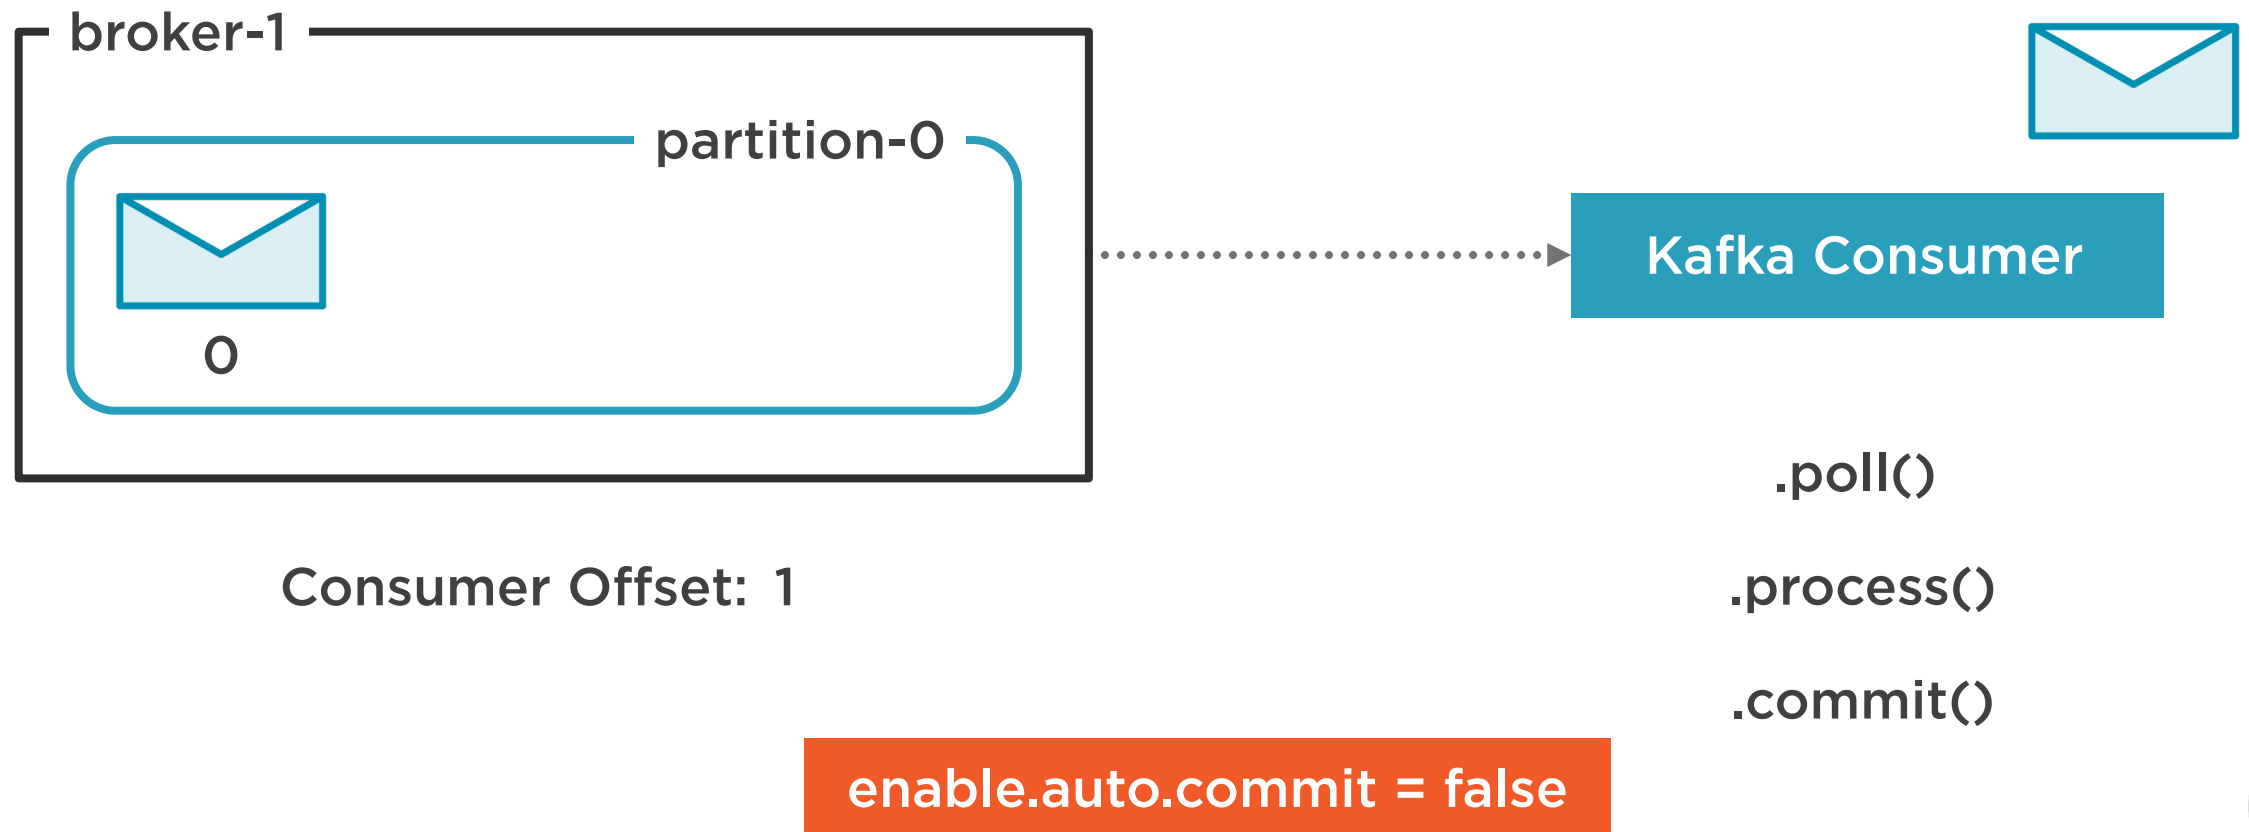 broker-1
partition-0
0
Kafka Consumer
.poll()
.process()
.commit()
Consumer Offset: 1
enable.auto.commit = false